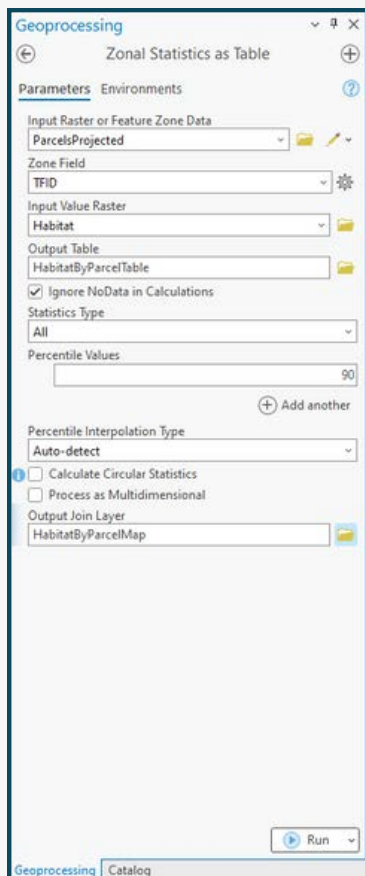 Geoprocessing
Zonal Statistics as Table
Parameters Environments
Input Raster or Feature Zone Data
ParcelsProjected
Zone Field
TFID
Input Value Raster
Habitat
Output Table
HabitatByParcelTable
Ignore NoData in Calculations
Statistics Type
All
Percentile Values
90
Add another
Percentile Interpolation Type
Auto-detect
Calculate Circular Statistics
Process as Multidimensional
Output Join Layer
HabitatByParcelMap
Run
Geoprocessing Catalog